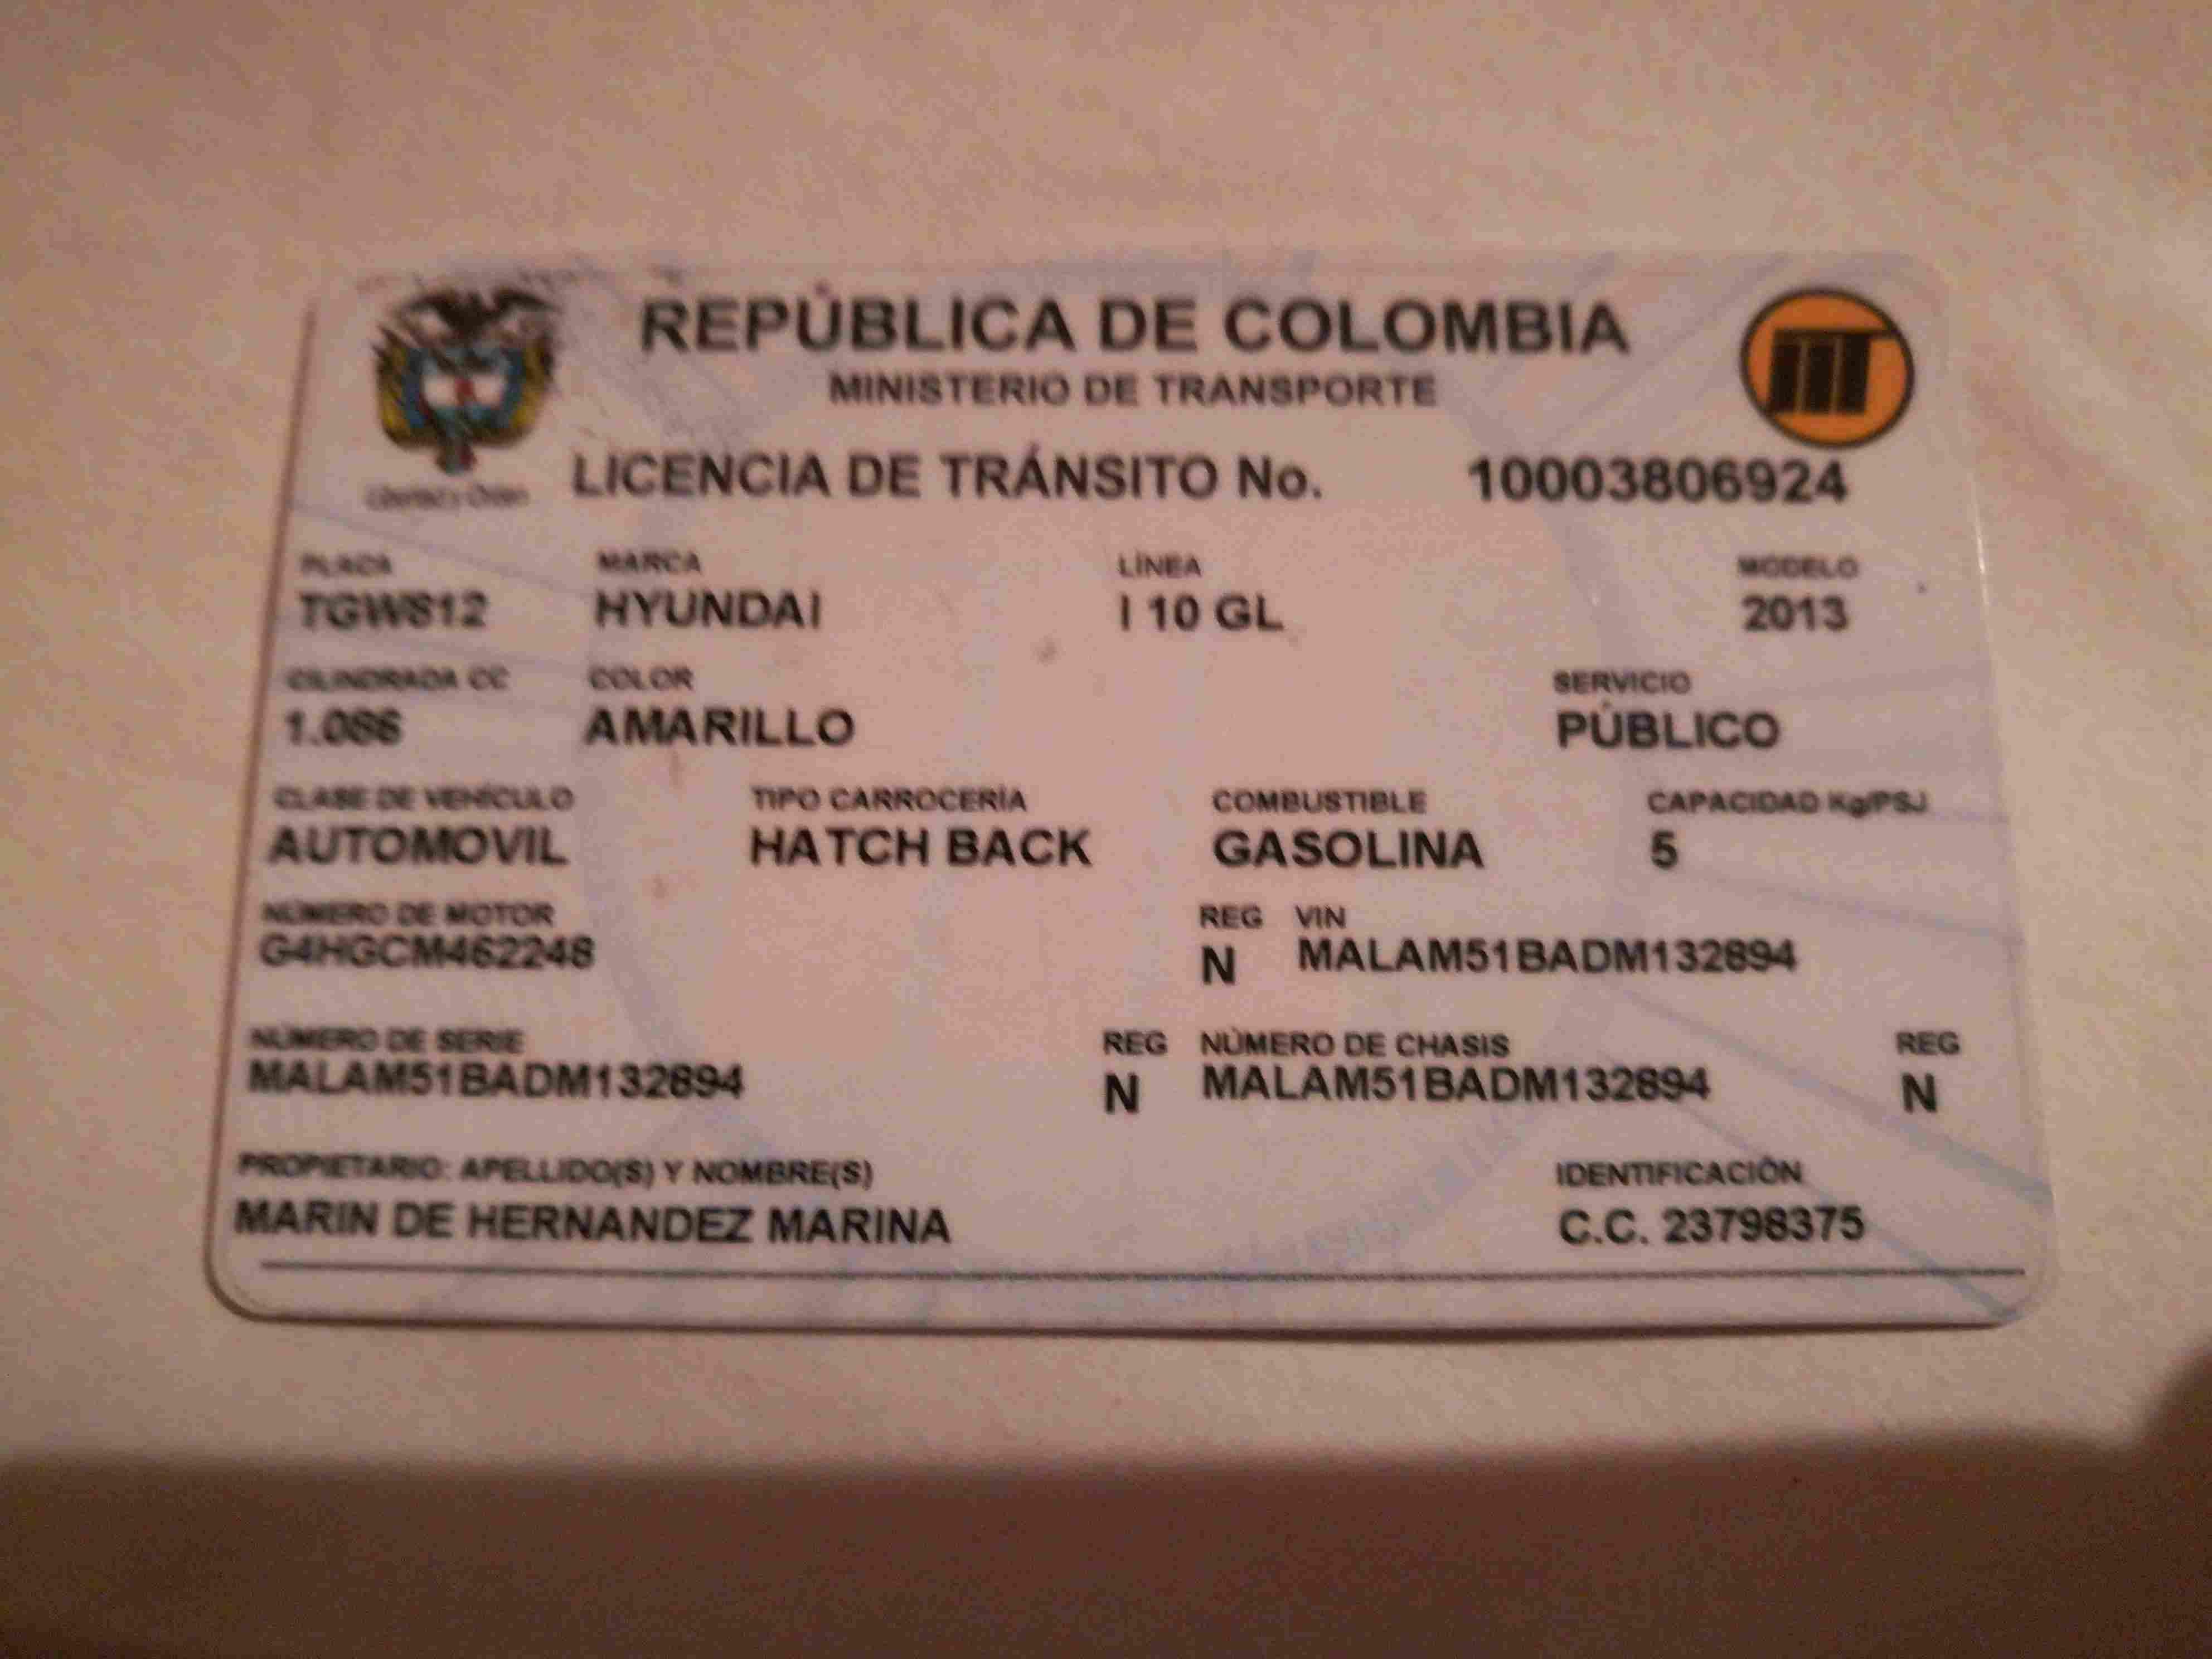 REPÚBLICA DE COLOMBIA
MINISTERIO DE TRANSPORTE
Libertad y Orden
LICENCIA DE TRÁNSITO No. 10003806924
PLACA MARCA LÍNEA MODELO
TGW812 HYUNDAI I 10 GL 2013
CILINDRADA CC COLOR SERVICIO
1.086 AMARILLO PÚBLICO
CLASE DE VEHÍCULO TIPO CARROCERÍA COMBUSTIBLE CAPACIDAD Kg/PSJ
AUTOMOVIL HATCH BACK GASOLINA 5
NÚMERO DE MOTOR REG VIN
G4HGCM462248 N MALAM51BADM132894
NÚMERO DE SERIE REG NÚMERO DE CHASIS REG
MALAM51BADM132894 N MALAM51BADM132894 N
PROPIETARIO: APELLIDO(S) Y NOMBRE(S) IDENTIFICACIÓN
MARIN DE HERNANDEZ MARINA C.C. 23798375